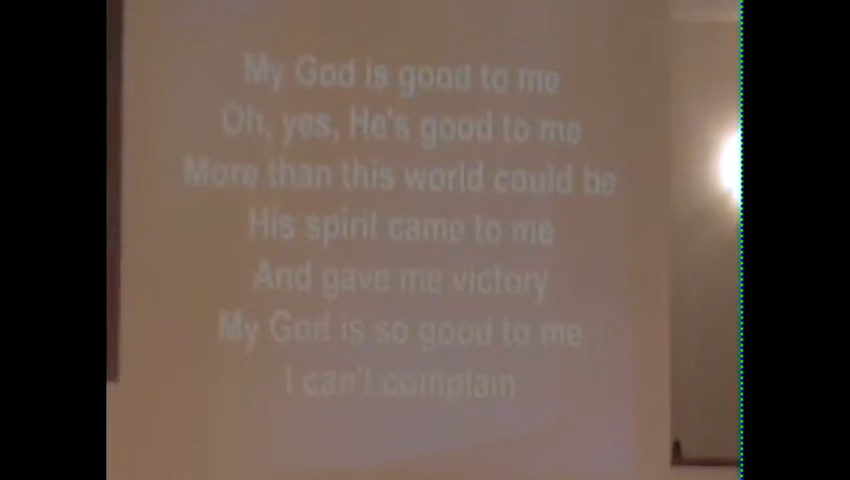 My God is good to me
Oh, yes, He's good to me
More than this world could be
His spirit came to me
And gave me victory
My God is so good to me
I can't complain